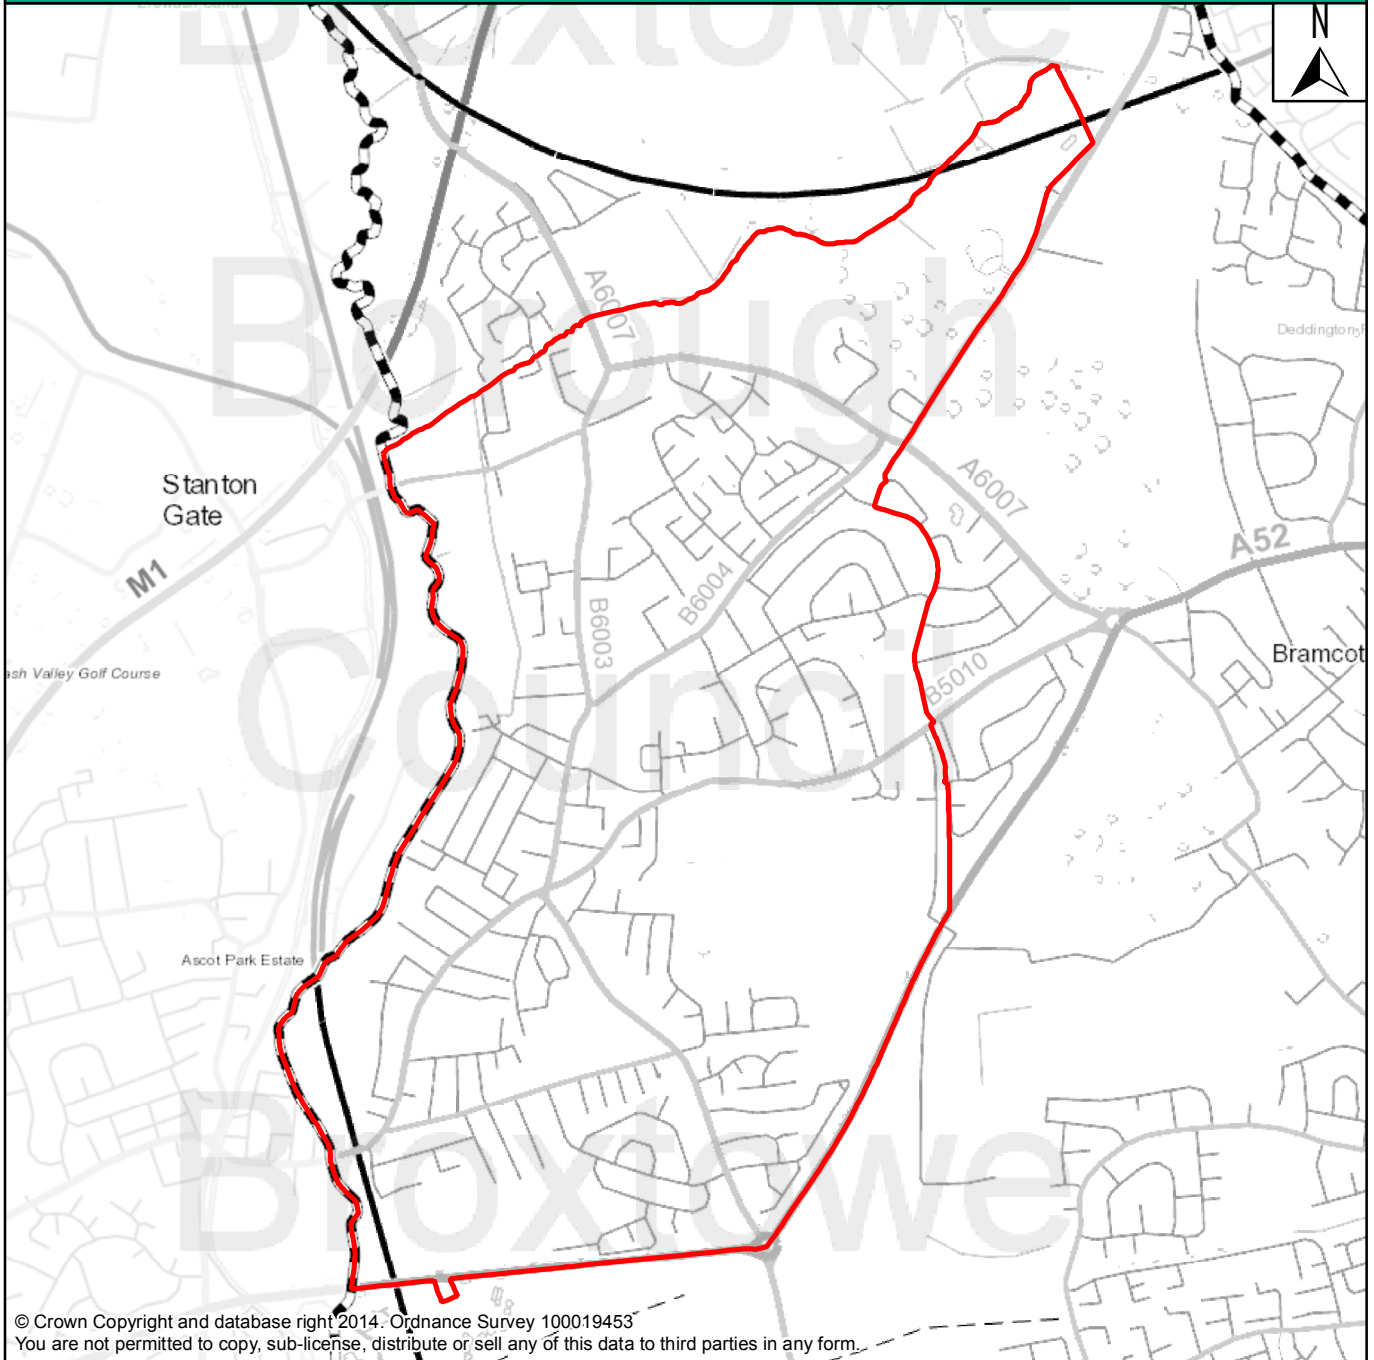 Erewash Canal
Broxtowe
N
A6007
Borough
Deddington
Stanton
Gate
A6007
A52
M1
B6004
B6003
Bramcot
ash Valley Golf Course
B5010
Council
Ascot Park Estate
Broxtowe
© Crown Copyright and database right 2014. Ordnance Survey 100019453
You are not permitted to copy, sub-license, distribute or sell any of this data to third parties in any form.